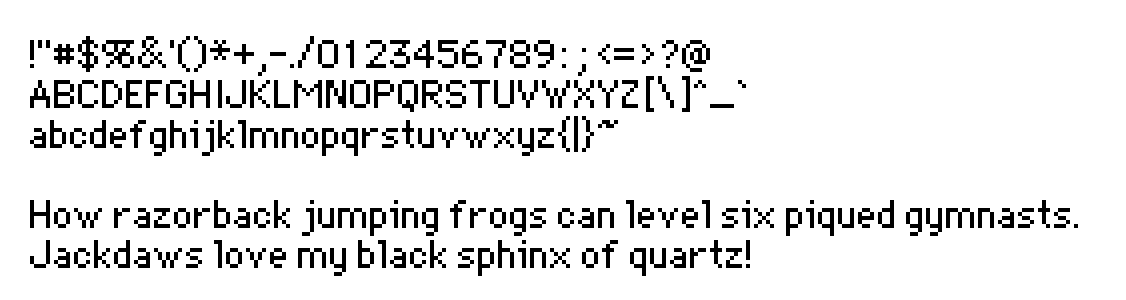 !"#$%&'()*+,-./0123456789:;<=>?@
ABCDEFGHIJKLMNOPQRSTUVWXYZ[\]^_`
abcdefghijklmnopqrstuvwxyz{|}~
How razorback jumping frogs can level six piqued gymnasts.
Jackdaws love my black sphinx of quartz!